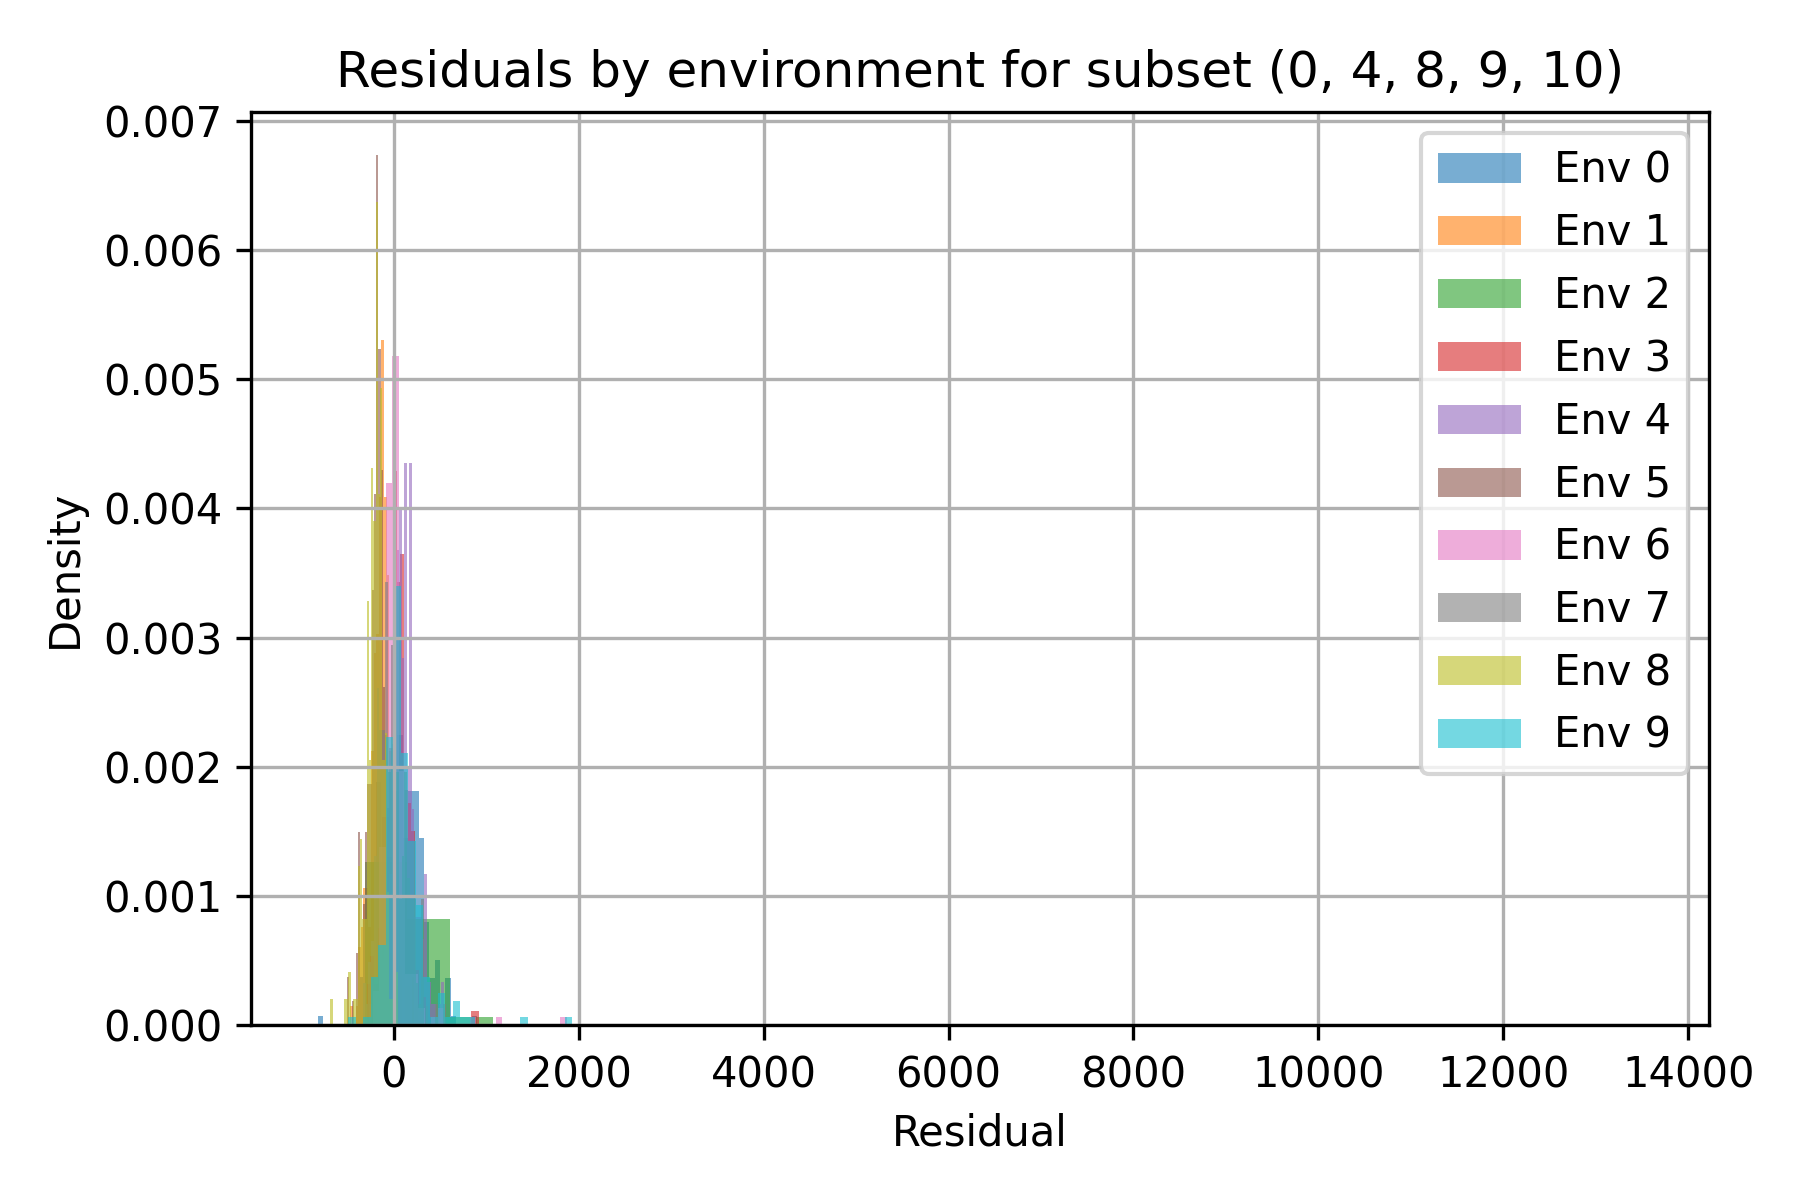 Residuals by environment for subset (0, 4, 8, 9, 10)
0.007
0.006
0.005
0.004
0.003
0.002
0.001
0.000
Density
Env 0
Env 1
Env 2
Env 3
Env 4
Env 5
Env 6
Env 7
Env 8
Env 9
0 2000 4000 6000 8000 10000 12000 14000
Residual